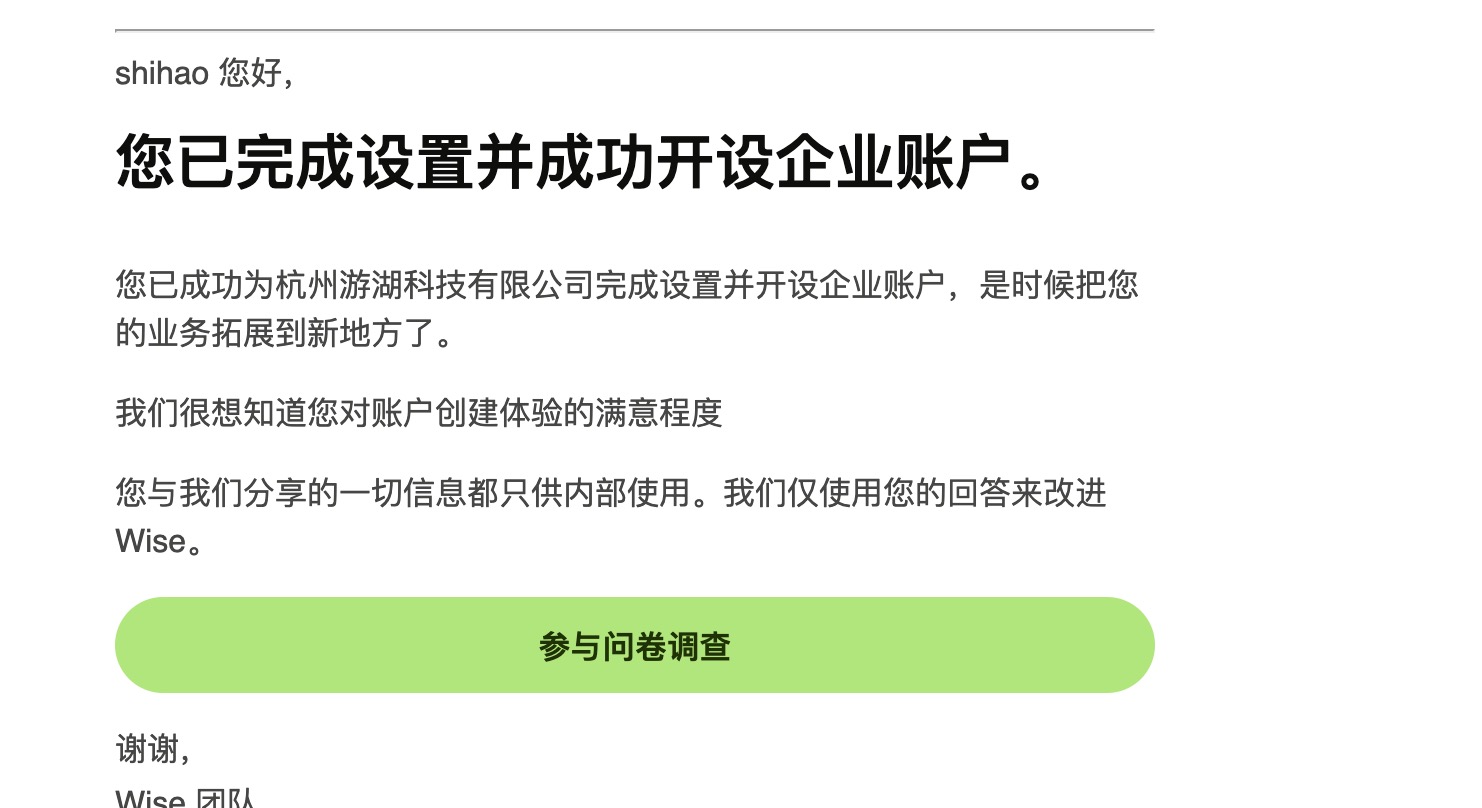 shihao 您好，
您已完成设置并成功开设企业账户。
您已成功为杭州游湖科技有限公司完成设置并开设企业账户，是时候把您
的业务拓展到新地方了。
我们很想知道您对账户创建体验的满意程度
您与我们分享的一切信息都只供内部使用。我们仅使用您的回答来改进
Wise。
参与问卷调查
谢谢，
Wise 团队